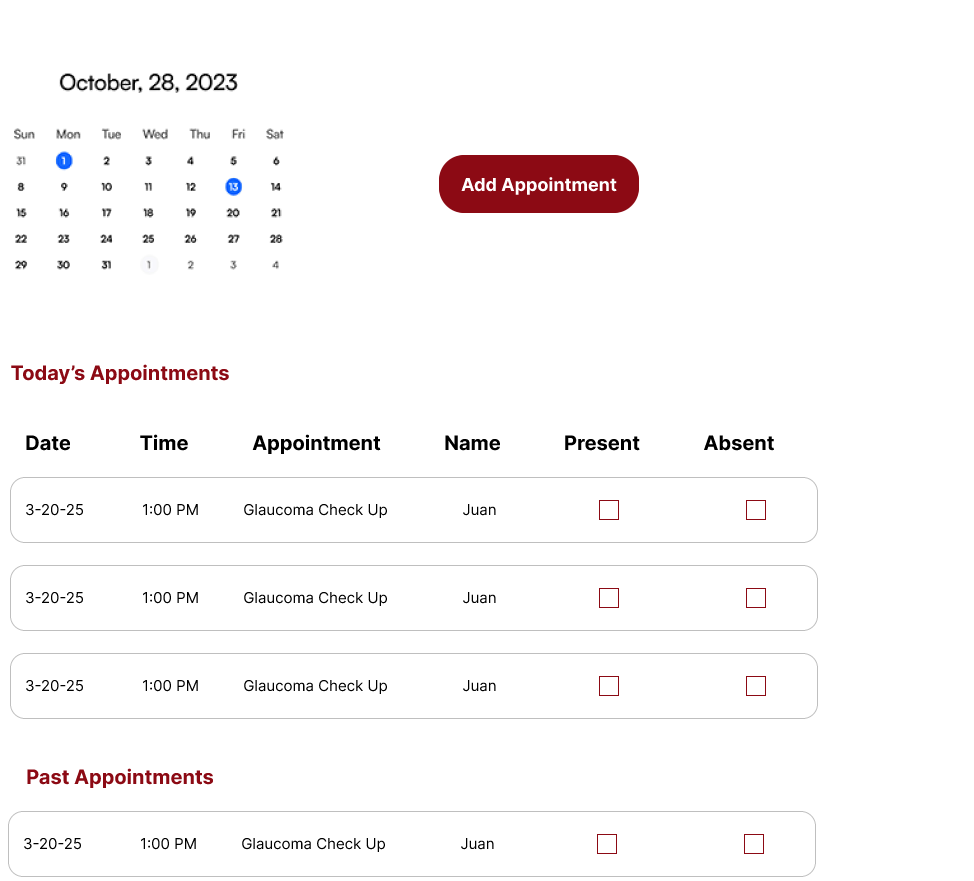 October, 28, 2023
Sun Mon Tue Wed Thu Fri Sat
31 1 2 3 4 5 6
8 9 10 11 12 13 14
15 16 17 18 19 20 21
22 23 24 25 26 27 28
29 30 31 1 2 3 4
Add Appointment
Today’s Appointments
Date Time Appointment Name Present Absent
3-20-25 1:00 PM Glaucoma Check Up Juan
3-20-25 1:00 PM Glaucoma Check Up Juan
3-20-25 1:00 PM Glaucoma Check Up Juan
Past Appointments
3-20-25 1:00 PM Glaucoma Check Up Juan